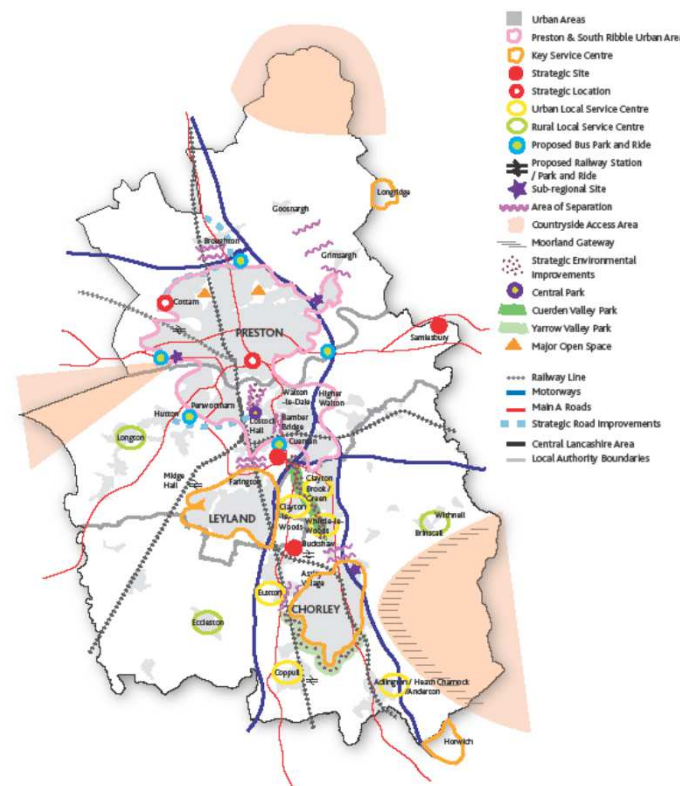 Urban Areas
Preston & South Ribble Urban Area
Key Service Centre
Strategic Site
Strategic Location
Urban Local Service Centre
Rural Local Service Centre
Proposed Bus Park and Ride
Proposed Railway Station
/ Park and Ride
Sub-regional Site
Area of Separation
Countryside Access Area
Moorland Gateway
Strategic Environmental
Improvements
Central Park
Cuerden Valley Park
Yarrow Valley Park
Major Open Space
Railway Line
Motorways
Main A Roads
Strategic Road Improvements
Central Lancashire Area
Local Authority Boundaries
Longridge
Goosnargh
Broughton
Grimsargh
Cottam
PRESTON
Samlesbury
Walton
-le-Dale
Higher
Walton
Penwortham
Hutton
Lostock
Hall
Bamber
Bridge
Cuerden
Longton
Midge
Hall
Farington
Clayton
Brook/
Green
LEYLAND
Clayton
-le-
Woods
Whittle-le-
Woods
Withnell
Brinscall
Buckshaw
Village
Euxton
CHORLEY
Eccleston
Coppull
Adlington / Heath Charnock
/Anderton
Horwich